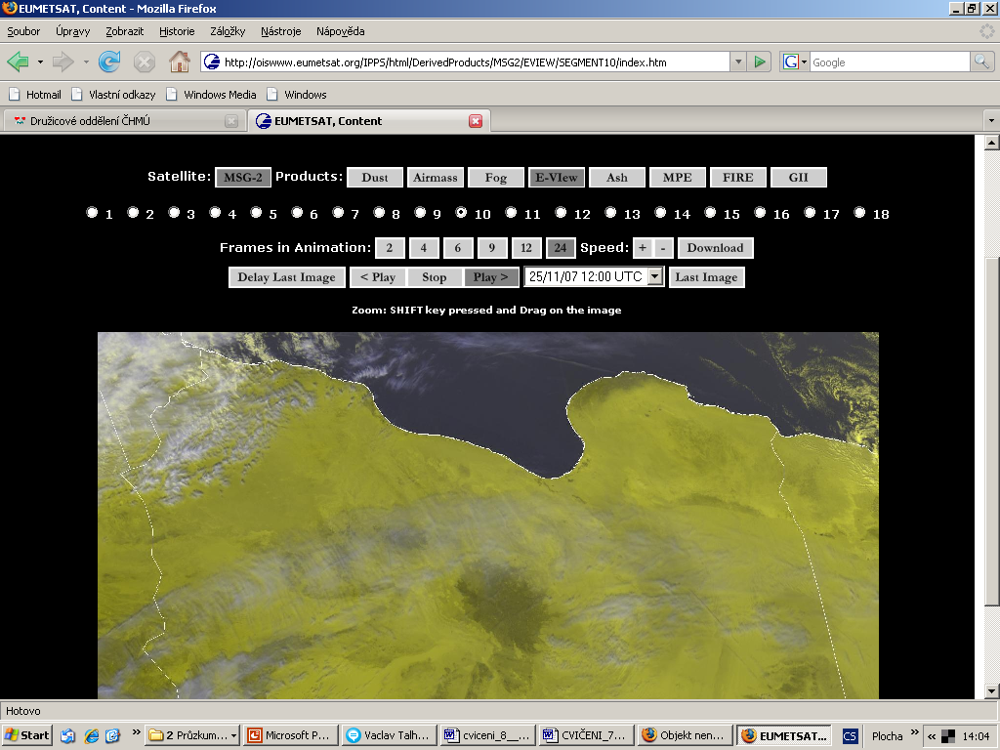 EUMETSAT, Content - Mozilla Firefox
Soubor Úpravy Zobrazit Historie Záložky Nástroje Nápověda
http://oiswww.eumetsat.org/IPPS/html/DerivedProducts/MSG2/EVIEW/SEGMENT10/index.htm G Google
Hotmail Vlastní odkazy Windows Media Windows
Družicové oddělení ČHMÚ EUMETSAT, Content
Satellite: MSG-2 Products: Dust Airmass Fog E-VIew Ash MPE FIRE GII
1 2 3 4 5 6 7 8 9 10 11 12 13 14 15 16 17 18
Frames in Animation: 2 4 6 9 12 24 Speed: + - Download
Delay Last Image < Play Stop Play > 25/11/07 12:00 UTC Last Image
Zoom: SHIFT key pressed and Drag on the image
Hotovo
Start » 2 Průzkum... Microsoft P... Vaclav Talh... cviceni_8__... CVIČENI_7... Objekt nen... EUMETSAT... CS Plocha » « 14:04